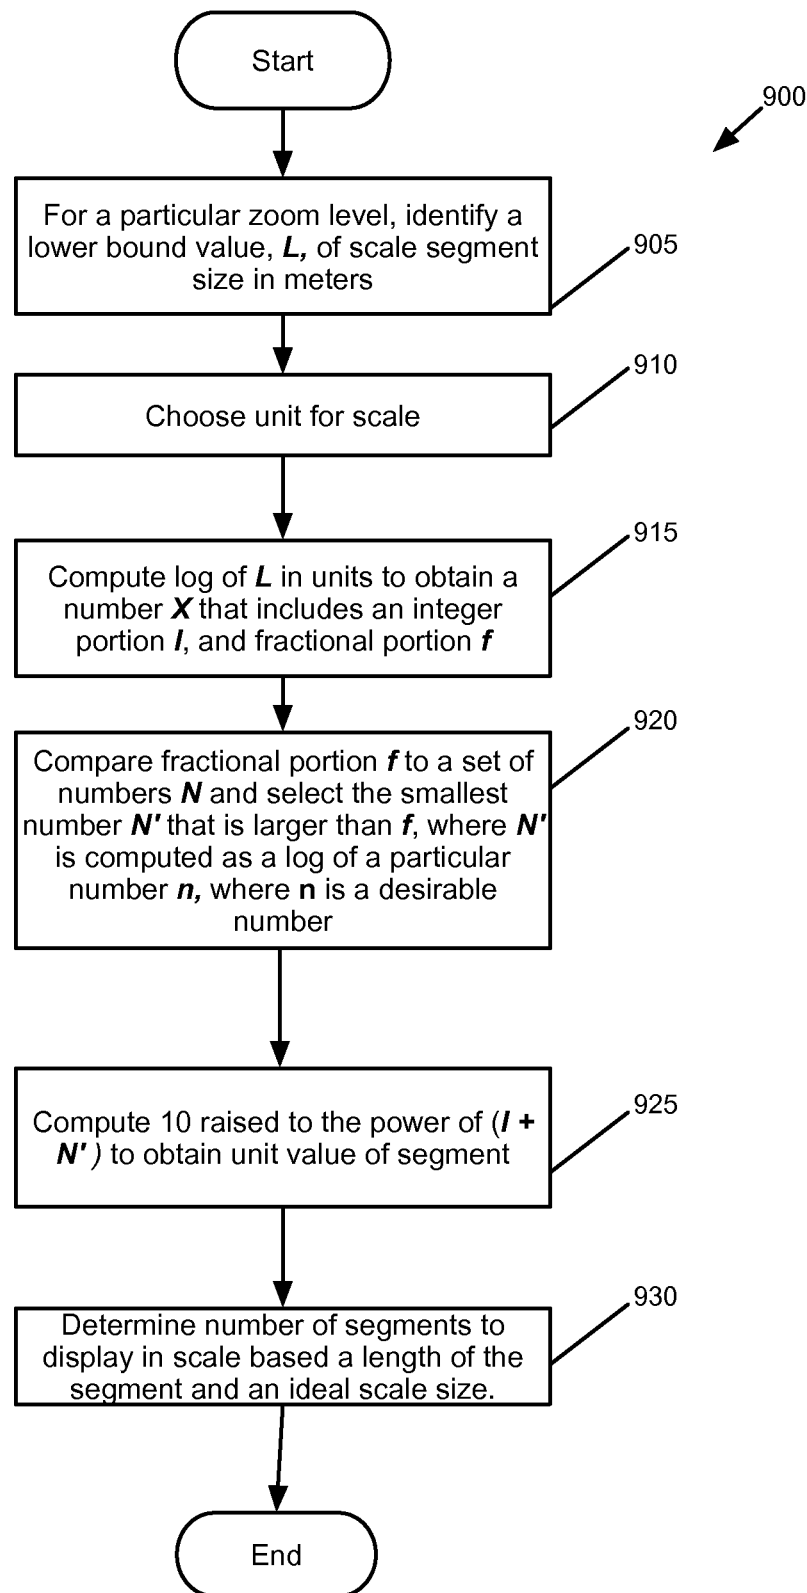 Start
900
For a particular zoom level, identify a
lower bound value, L, of scale segment
size in meters
905
910
Choose unit for scale
915
Compute log of L in units to obtain a
number X that includes an integer
portion I, and fractional portion f
920
Compare fractional portion f to a set of
numbers N and select the smallest
number N' that is larger than f, where N'
is computed as a log of a particular
number n, where n is a desirable
number
925
Compute 10 raised to the power of (I +
N' ) to obtain unit value of segment
930
Determine number of segments to
display in scale based a length of the
segment and an ideal scale size.
End